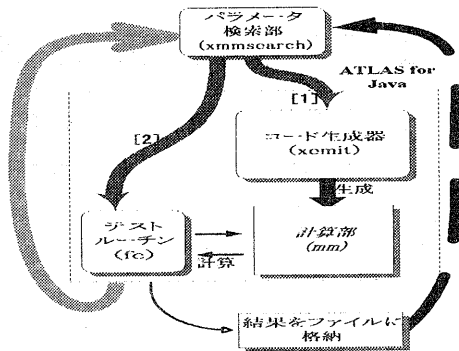 パラメータ
検索部
(xmmsearch)
ATLAS for
Java
[1]
[2]
コード生成器
(xemit)
生成
テスト
ルーチン
(fc)
計算
計算部
(mm)
結果をファイルに
格納